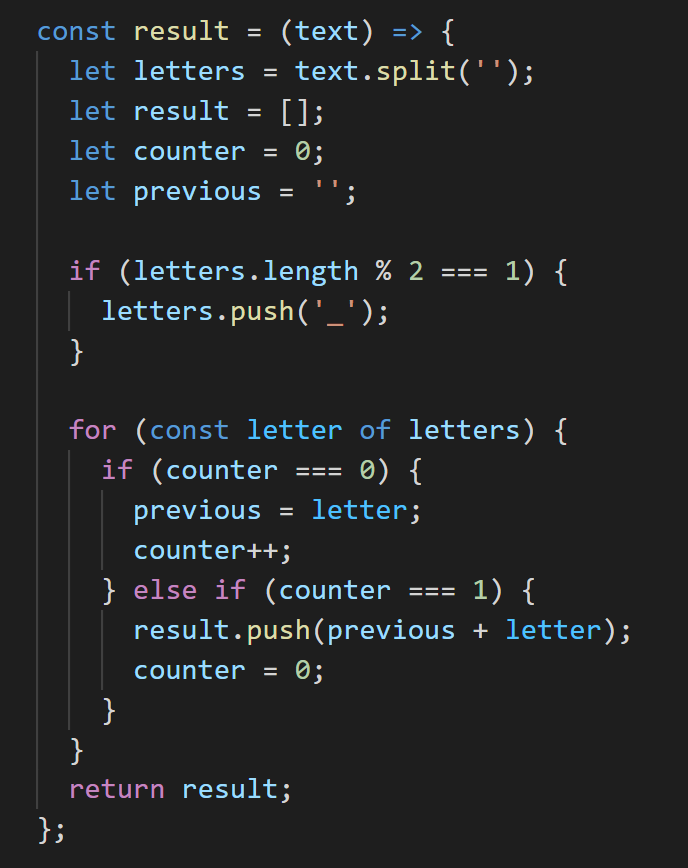 const result = (text) => {
  let letters = text.split('');
  let result = [];
  let counter = 0;
  let previous = '';

  if (letters.length % 2 === 1) {
    letters.push('_');
  }

  for (const letter of letters) {
    if (counter === 0) {
      previous = letter;
      counter++;
    } else if (counter === 1) {
      result.push(previous + letter);
      counter = 0;
    }
  }
  return result;
};